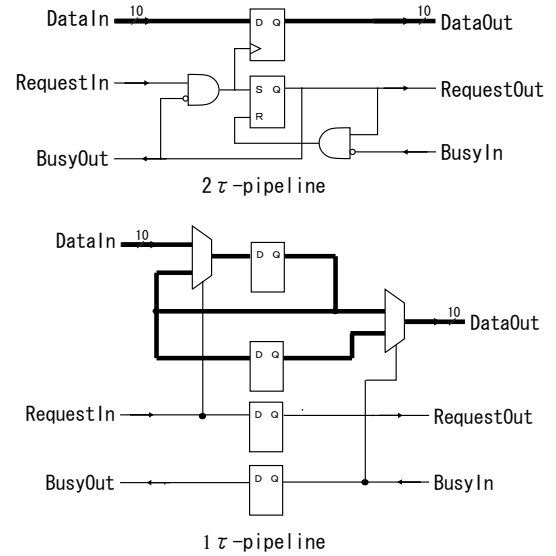 DataIn 10 D Q 10 DataOut
RequestIn S Q RequestOut
R
BusyOut BusyIn
2τ-pipeline
DataIn 10 D Q
10 DataOut
D Q
RequestIn D Q RequestOut
BusyOut D Q BusyIn
1τ-pipeline